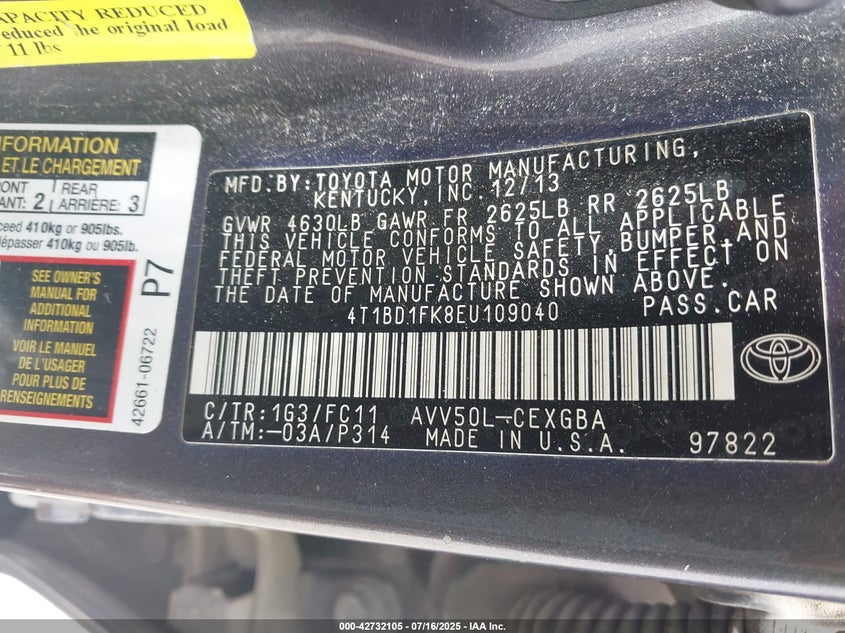 APACITY REDUCED
educed the original load
11 lbs
NFORMATION
ET LE CHARGEMENT
ONT
ANT: 2
REAR
ARRIÈRE: 3
ceed 410kg or 905lbs.
dépasser 410kg ou 905lb.
SEE OWNER'S
MANUAL FOR
ADDITIONAL
INFORMATION
VOIR LE MANUEL
DE L'USAGER
POUR PLUS DE
RENSEIGNEMENTS
P7
42661-06722
MFD.BY:TOYOTA MOTOR MANUFACTURING,
KENTUCKY, INC. 12/13
GVWR 4630LB GAWR FR 2625LB RR 2625LB
THIS VEHICLE CONFORMS TO ALL APPLICABLE
FEDERAL MOTOR VEHICLE SAFETY, BUMPER, AND
THEFT PREVENTION STANDARDS IN EFFECT ON
THE DATE OF MANUFACTURE SHOWN ABOVE.
4T1BD1FK8EU109040 PASS.CAR
C/TR:1G3/FC11 AVV50L-CEXGBA
A/TM:-03A/P314 MADE IN U.S.A. 97822
000-42732105 - 07/16/2025 - IAA Inc.